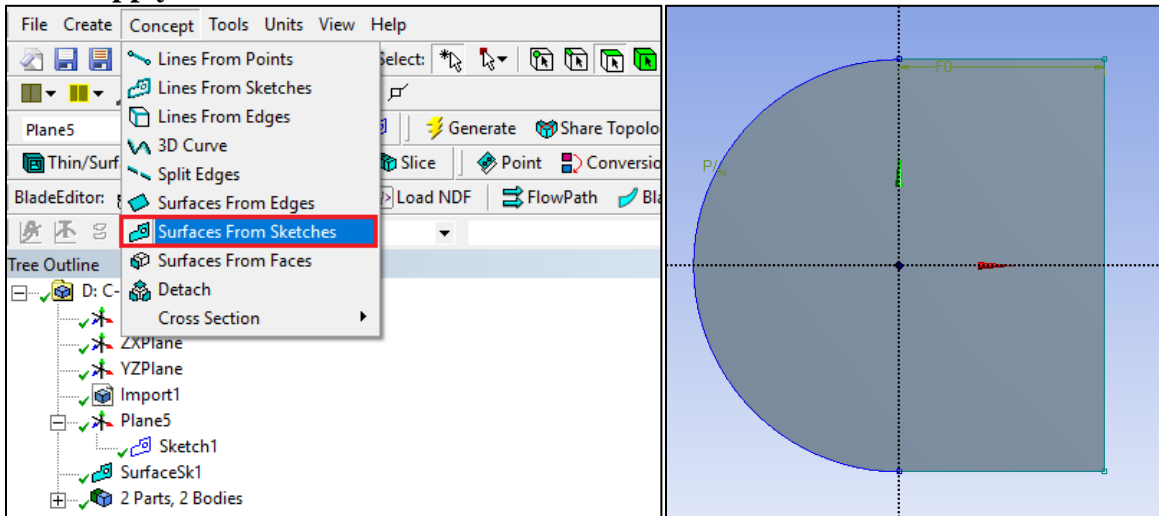 File Create Concept Tools Units View Help
Lines From Points
Select:
Lines From Sketches
Lines From Edges
Plane5
Generate Share Topolo
3D Curve
Thin/Surf
Slice Point Conversio
Split Edges
BladeEditor:
Surfaces From Edges
Load NDF FlowPath Bla
Surfaces From Sketches
Tree Outline
Surfaces From Faces
D: C-
Detach
Cross Section
ZXPlane
YZPlane
Import1
Plane5
Sketch1
SurfaceSk1
2 Parts, 2 Bodies
F0